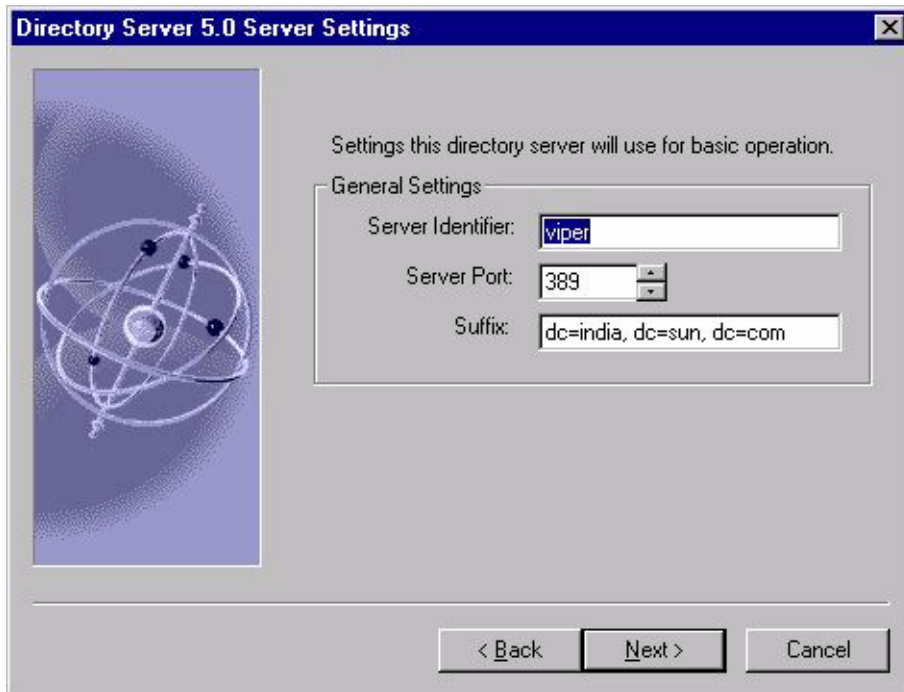 Directory Server 5.0 Server Settings
Settings this directory server will use for basic operation.
General Settings
Server Identifier: viper
Server Port: 389
Suffix: dc=india, dc=sun, dc=com
< Back Next > Cancel